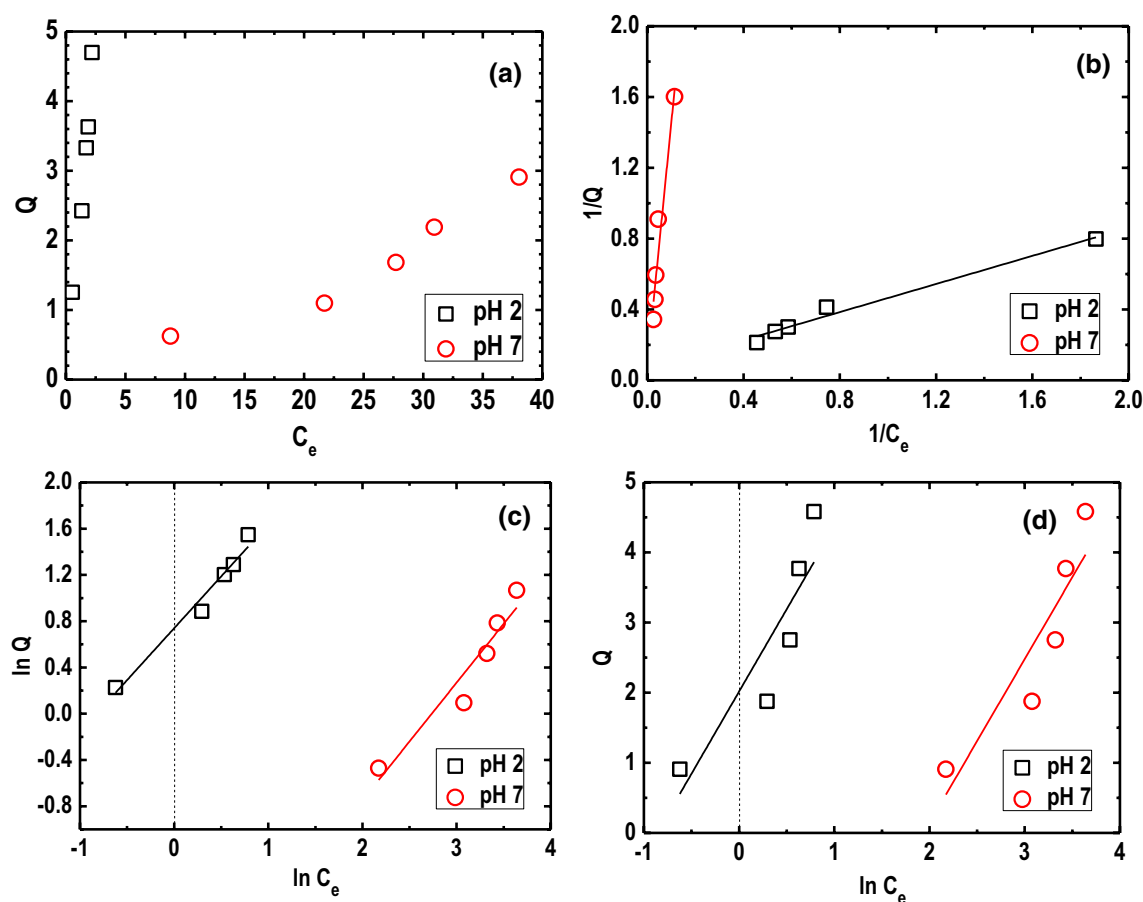 (a)
Q
5
4
3
2
1
0
0 5 10 15 20 25 30 35 40
C_e
pH 2
pH 7
(b)
1/Q
2.0
1.6
1.2
0.8
0.4
0.0
0.0 0.4 0.8 1.2 1.6 2.0
1/C_e
pH 2
pH 7
(c)
ln Q
2.0
1.6
1.2
0.8
0.4
0.0
-0.4
-0.8
-1 0 1 2 3 4
ln C_e
pH 2
pH 7
(d)
Q
5
4
3
2
1
0
-1 0 1 2 3 4
ln C_e
pH 2
pH 7